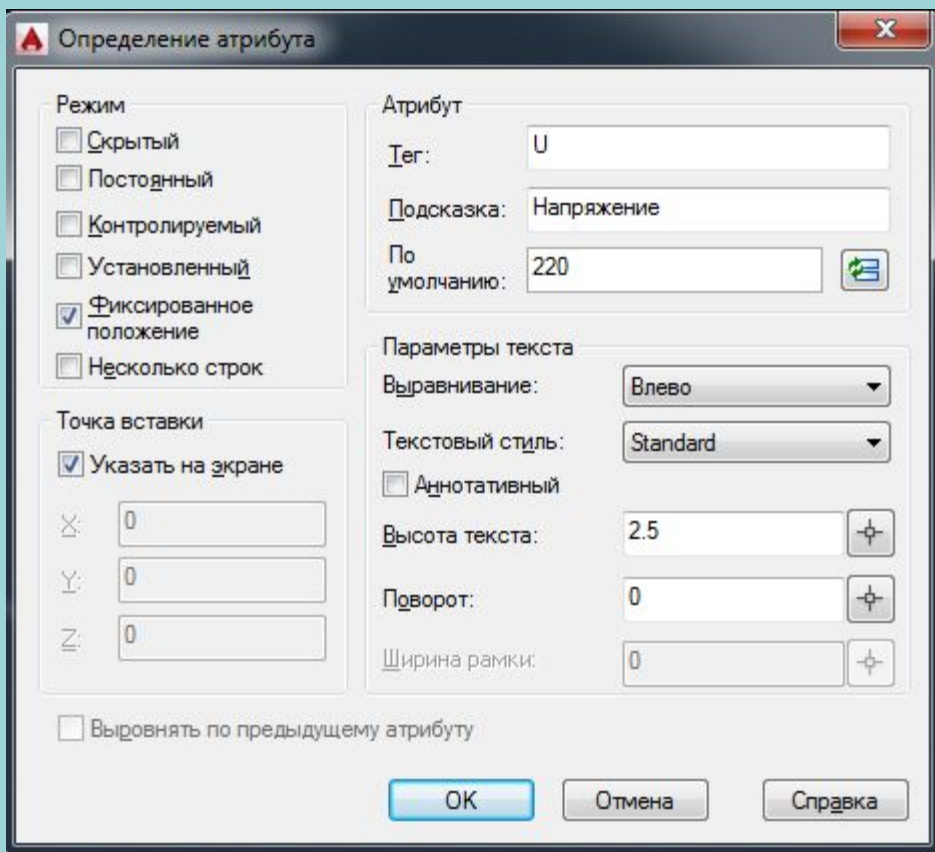 Определение атрибута
Режим
Скрытый
Постоянный
Контролируемый
Установленный
Фиксированное
положение
Несколько строк
Точка вставки
Указать на экране
X: 0
Y: 0
Z: 0
Атрибут
Тег: U
Подсказка: Напряжение
По
умолчанию: 220
Параметры текста
Выравнивание: Влево
Текстовый стиль: Standard
Аннотативный
Высота текста: 2.5
Поворот: 0
Ширина рамки: 0
Выровнять по предыдущему атрибуту
OK Отмена Справка